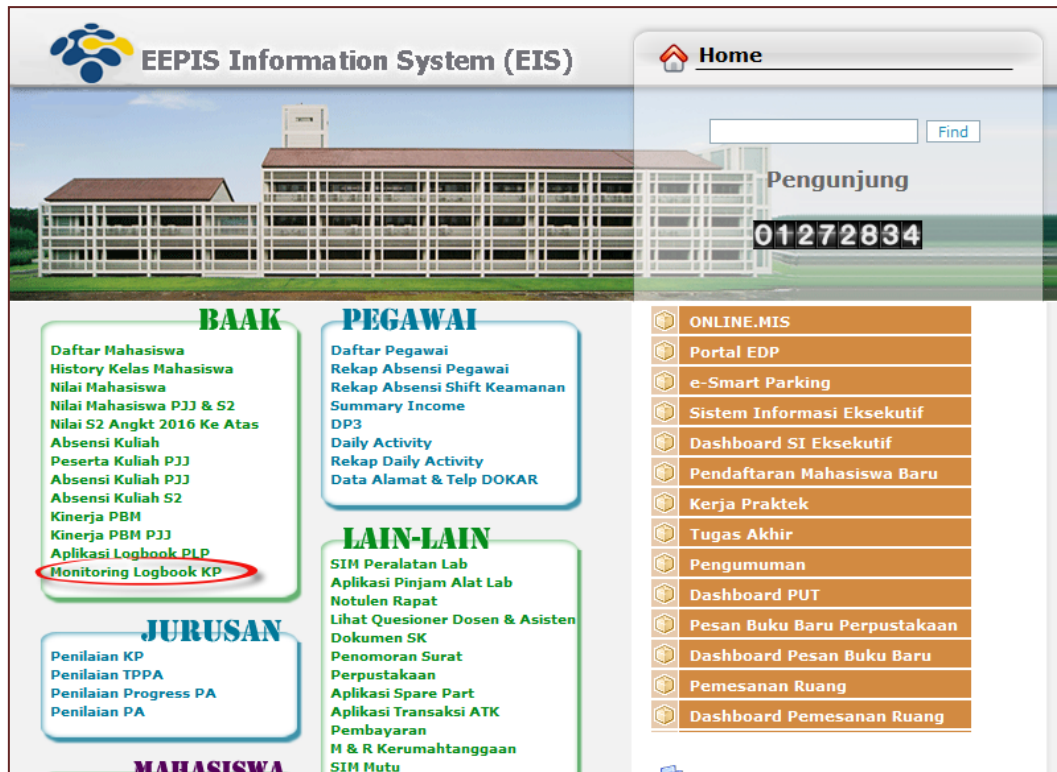 EEPIS Information System (EIS)
Home
Find
Pengunjung
01272834
BAAK
Daftar Mahasiswa
History Kelas Mahasiswa
Nilai Mahasiswa
Nilai Mahasiswa PJJ & S2
Nilai S2 Angkt 2016 Ke Atas
Absensi Kuliah
Peserta Kuliah PJJ
Absensi Kuliah PJJ
Absensi Kuliah S2
Kinerja PBM
Kinerja PBM PJJ
Aplikasi Logbook PLP
Monitoring Logbook KP
JURUSAN
Penilaian KP
Penilaian TPPA
Penilaian Progress PA
Penilaian PA
MAHASISWA
PEGAWAI
Daftar Pegawai
Rekap Absensi Pegawai
Rekap Absensi Shift Keamanan
Summary Income
DP3
Daily Activity
Rekap Daily Activity
Data Alamat & Telp DOKAR
LAIN-LAIN
SIM Peralatan Lab
Aplikasi Pinjam Alat Lab
Notulen Rapat
Lihat Quesioner Dosen & Asisten
Dokumen SK
Penomoran Surat
Perpustakaan
Aplikasi Spare Part
Aplikasi Transaksi ATK
Pembayaran
M & R Kerumahtanggaan
SIM Mutu
ONLINE.MIS
Portal EDP
e-Smart Parking
Sistem Informasi Eksekutif
Dashboard SI Eksekutif
Pendaftaran Mahasiswa Baru
Kerja Praktek
Tugas Akhir
Pengumuman
Dashboard PUT
Pesan Buku Baru Perpustakaan
Dashboard Pesan Buku Baru
Pemesanan Ruang
Dashboard Pemesanan Ruang